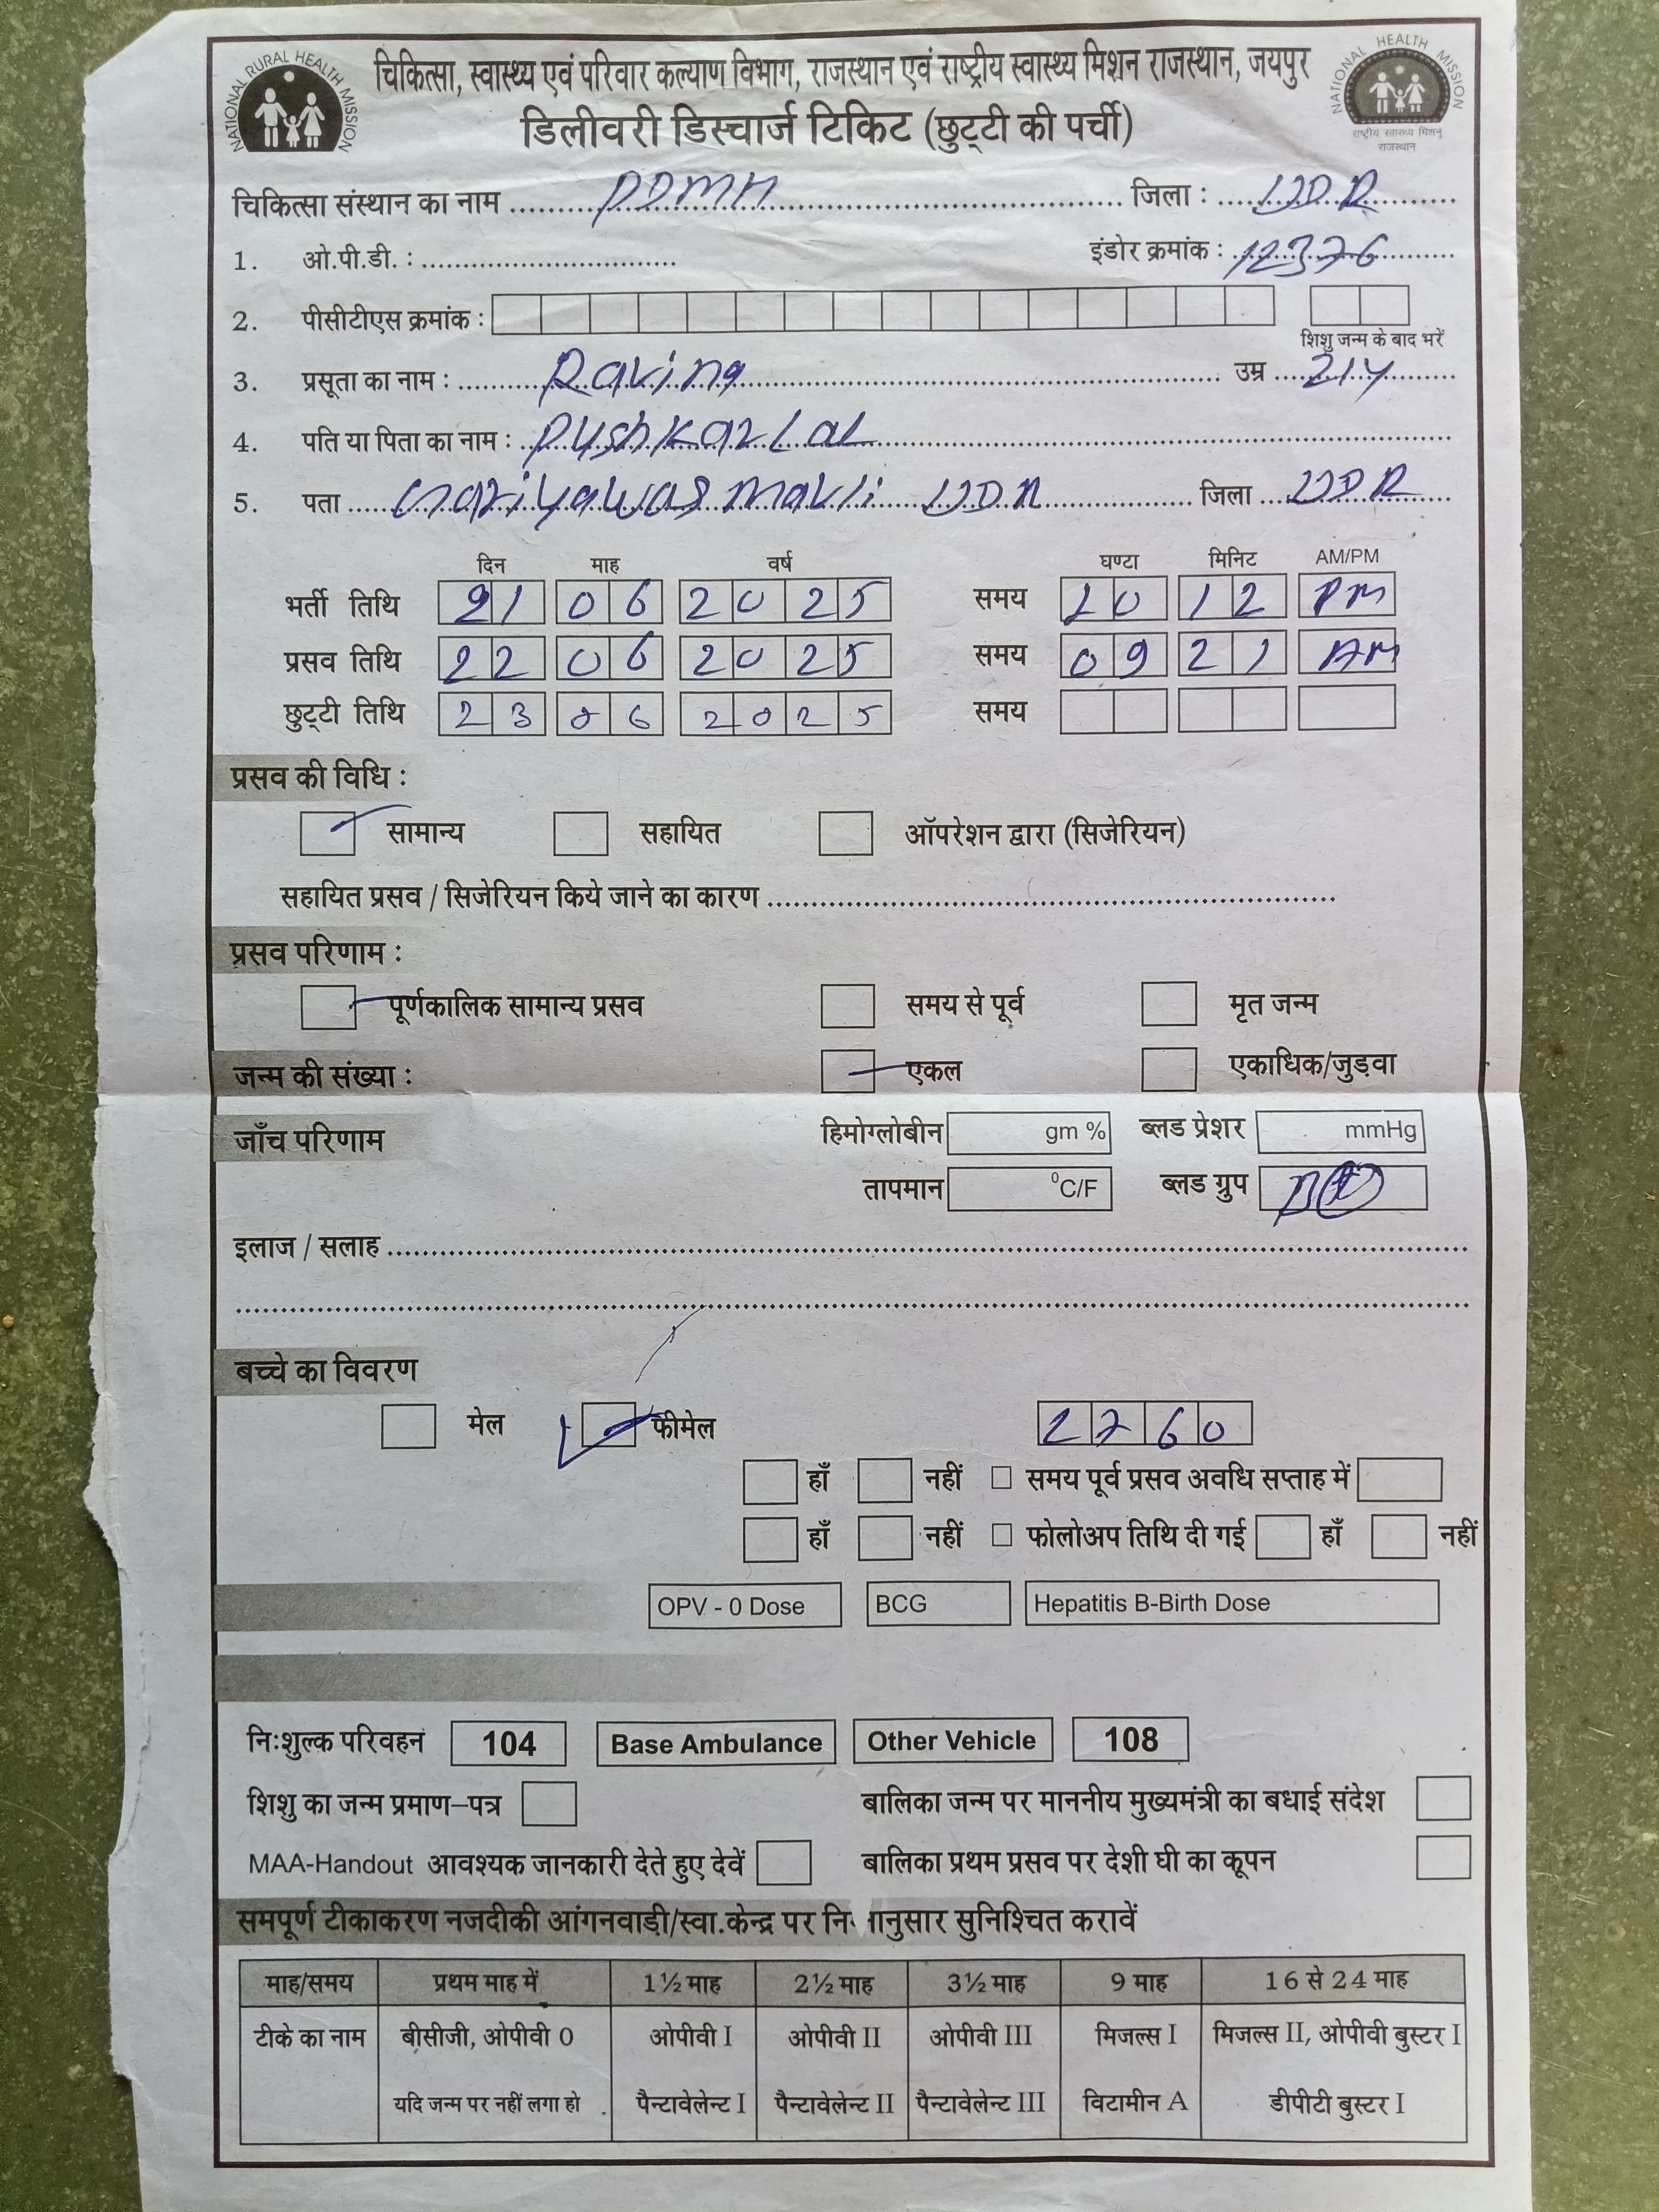 NATIONAL RURAL HEALTH MISSION
NATIONAL HEALTH MISSION
राष्ट्रीय स्वास्थ्य मिशन
राजस्थान
चिकित्सा, स्वास्थ्य एवं परिवार कल्याण विभाग, राजस्थान एवं राष्ट्रीय स्वास्थ्य मिशन राजस्थान, जयपुर
डिलीवरी डिस्चार्ज टिकिट (छुट्टी की पर्ची)
चिकित्सा संस्थान का नाम PDMH जिला : UDR
1. ओ.पी.डी. : इंडोर क्रमांक : 12376
2. पीसीटीएस क्रमांक :
शिशु जन्म के बाद भरें
3. प्रसूता का नाम : Ravina उम्र 21y
4. पति या पिता का नाम : Pushkar Lal
5. पता Mavli UDR जिला UDR
दिन माह वर्ष घण्टा मिनिट AM/PM
भर्ती तिथि 21 06 2025 समय 10 12 PM
प्रसव तिथि 22 06 2025 समय 09 21 AM
छुट्टी तिथि 23 06 2025 समय
प्रसव की विधि :
सामान्य सहायित ऑपरेशन द्वारा (सिजेरियन)
सहायित प्रसव / सिजेरियन किये जाने का कारण
प्रसव परिणाम :
पूर्णकालिक सामान्य प्रसव समय से पूर्व मृत जन्म
जन्म की संख्या : एकल एकाधिक/जुड़वा
जाँच परिणाम हिमोग्लोबीन gm % ब्लड प्रेशर mmHg
तापमान ⁰C/F ब्लड ग्रुप
इलाज / सलाह
बच्चे का विवरण
मेल फीमेल 2760
हाँ नहीं समय पूर्व प्रसव अवधि सप्ताह में
हाँ नहीं फोलोअप तिथि दी गई हाँ नहीं
OPV - 0 Dose BCG Hepatitis B-Birth Dose
निःशुल्क परिवहन 104 Base Ambulance Other Vehicle 108
शिशु का जन्म प्रमाण–पत्र बालिका जन्म पर माननीय मुख्यमंत्री का बधाई संदेश
MAA-Handout आवश्यक जानकारी देते हुए देवें बालिका प्रथम प्रसव पर देशी घी का कूपन
समपूर्ण टीकाकरण नजदीकी आंगनवाड़ी/स्वा.केन्द्र पर नि ानुसार सुनिश्चित करावें
माह/समय प्रथम माह में 1½ माह 2½ माह 3½ माह 9 माह 16 से 24 माह
टीके का नाम बीसीजी, ओपीवी 0 ओपीवी I ओपीवी II ओपीवी III मिजल्स I मिजल्स II, ओपीवी बुस्टर I
यदि जन्म पर नहीं लगा हो पैन्टावेलेन्ट I पैन्टावेलेन्ट II पैन्टावेलेन्ट III विटामीन A डीपीटी बुस्टर I